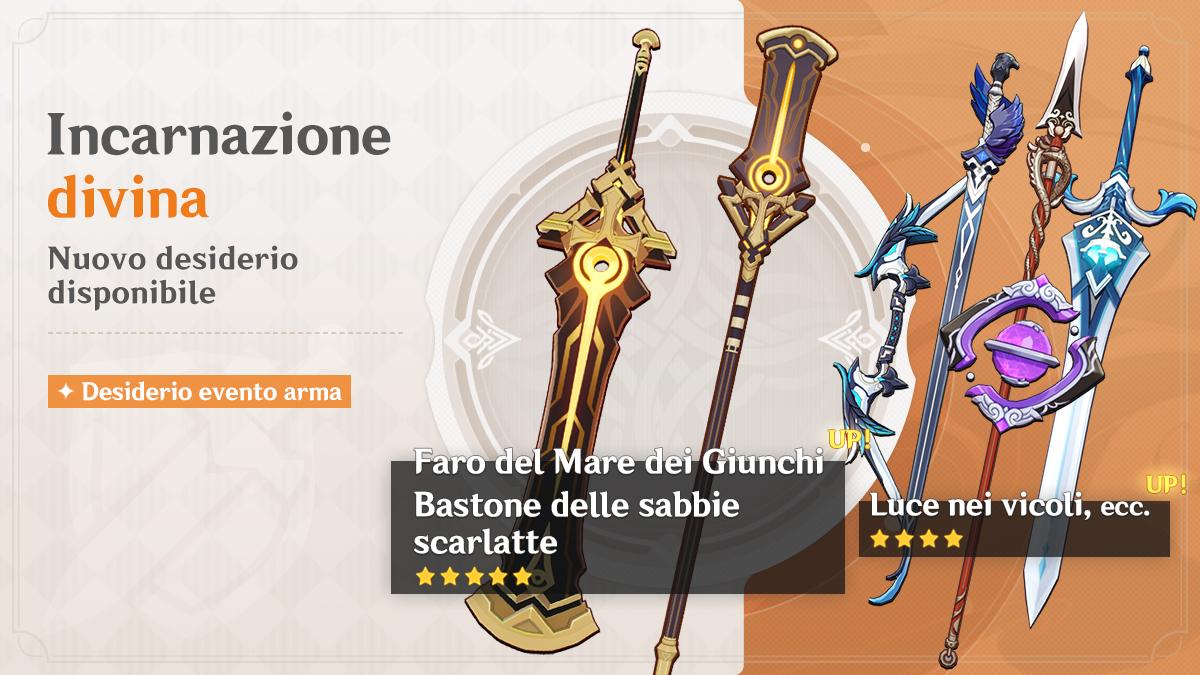 Incarnazione
divina
Nuovo desiderio
disponibile
Desiderio evento arma
UP!
Faro del Mare dei Giunchi
Bastone delle sabbie
scarlatte
UP!
Luce nei vicoli, ecc.